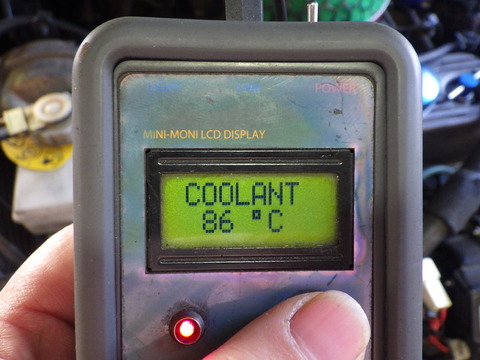 POWER
MINI-MONI LCD DISPLAY
COOLANT
86 °C